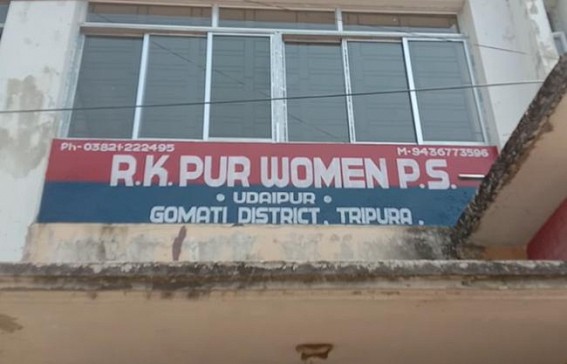 Ph- 03821-222495 M-9436773596
R.K. PUR WOMEN P.S.
• UDAIPUR •
GOMATI DISTRICT, TRIPURA.